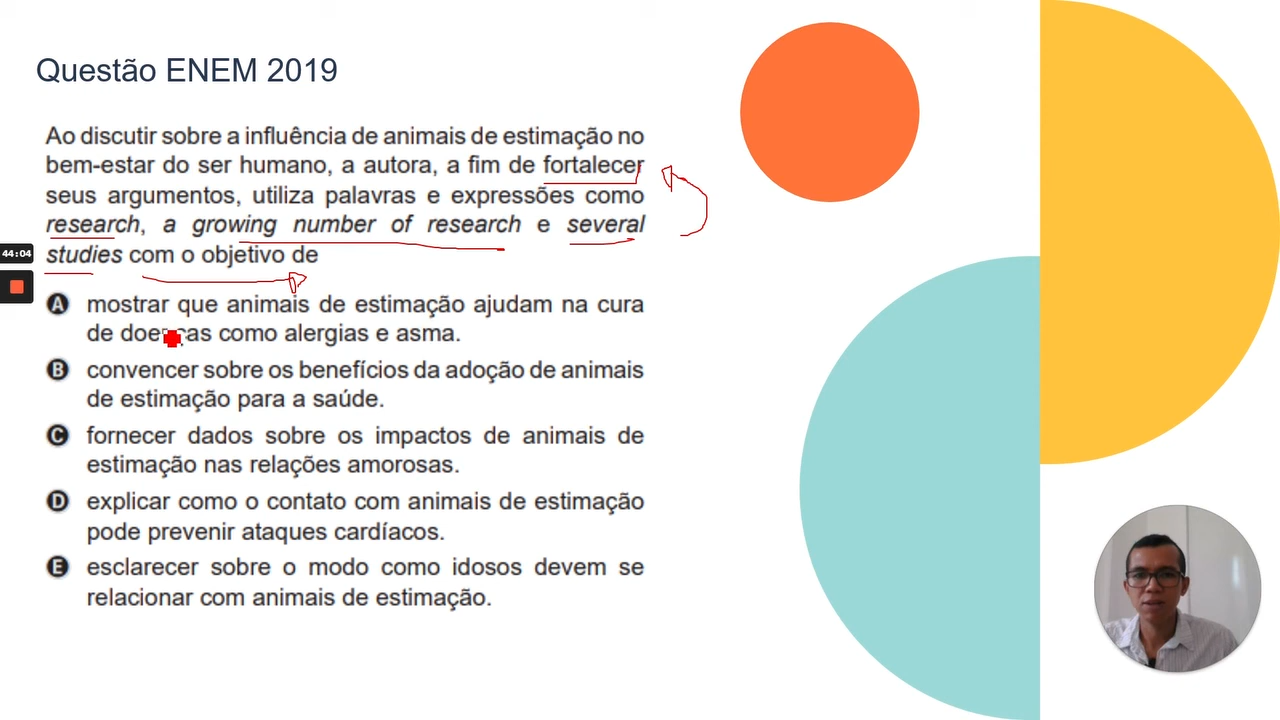 Questão ENEM 2019
Ao discutir sobre a influência de animais de estimação no
bem-estar do ser humano, a autora, a fim de fortalecer
seus argumentos, utiliza palavras e expressões como
research, a growing number of research e several
studies com o objetivo de
44:04
A mostrar que animais de estimação ajudam na cura
de doenças como alergias e asma.
B convencer sobre os benefícios da adoção de animais
de estimação para a saúde.
C fornecer dados sobre os impactos de animais de
estimação nas relações amorosas.
D explicar como o contato com animais de estimação
pode prevenir ataques cardíacos.
E esclarecer sobre o modo como idosos devem se
relacionar com animais de estimação.